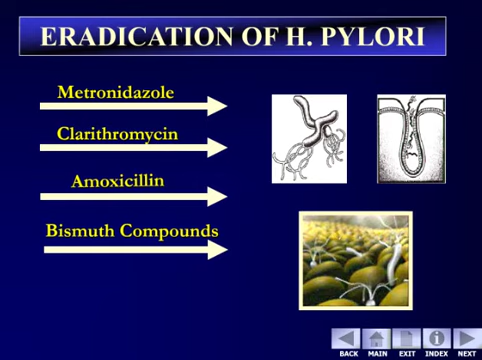 ERADICATION OF H. PYLORI
Metronidazole
Clarithromycin
Amoxicillin
Bismuth Compounds
BACK MAIN EXIT INDEX NEXT